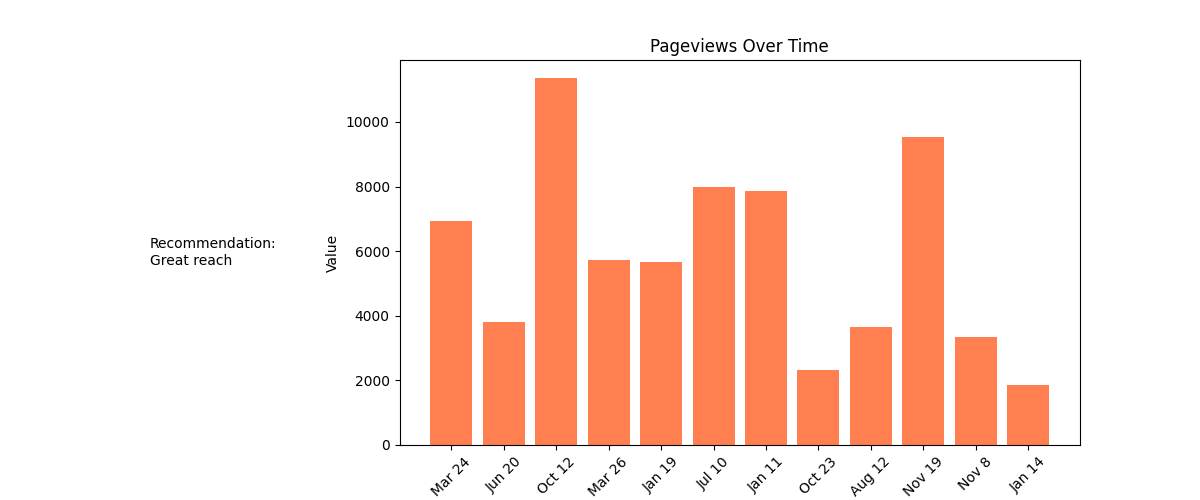 Pageviews Over Time
Recommendation:
Great reach
Value
10000
8000
6000
4000
2000
0
Mar 24
Jun 20
Oct 12
Mar 26
Jan 19
Jul 10
Jan 11
Oct 23
Aug 12
Nov 19
Nov 8
Jan 14